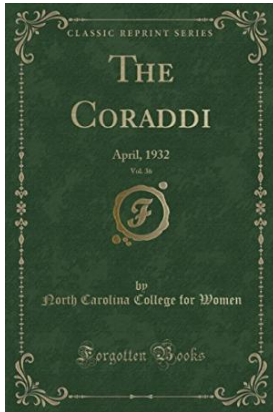 CLASSIC REPRINT SERIES
THE
CORADDI
April, 1932
Vol. 36
F
by
North Carolina College for Women
Forgotten Books